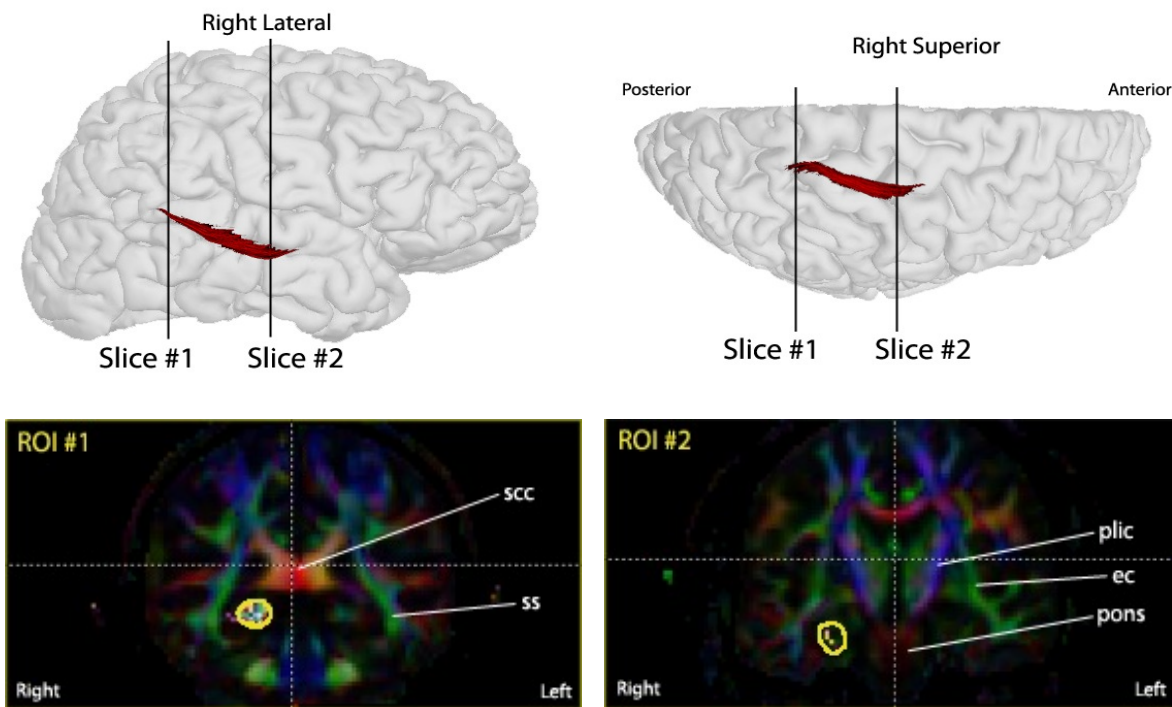 Right Lateral
Slice #1
Slice #2
Right Superior
Posterior
Anterior
Slice #1
Slice #2
ROI #1
scc
ss
Right
Left
ROI #2
plic
ec
pons
Right
Left